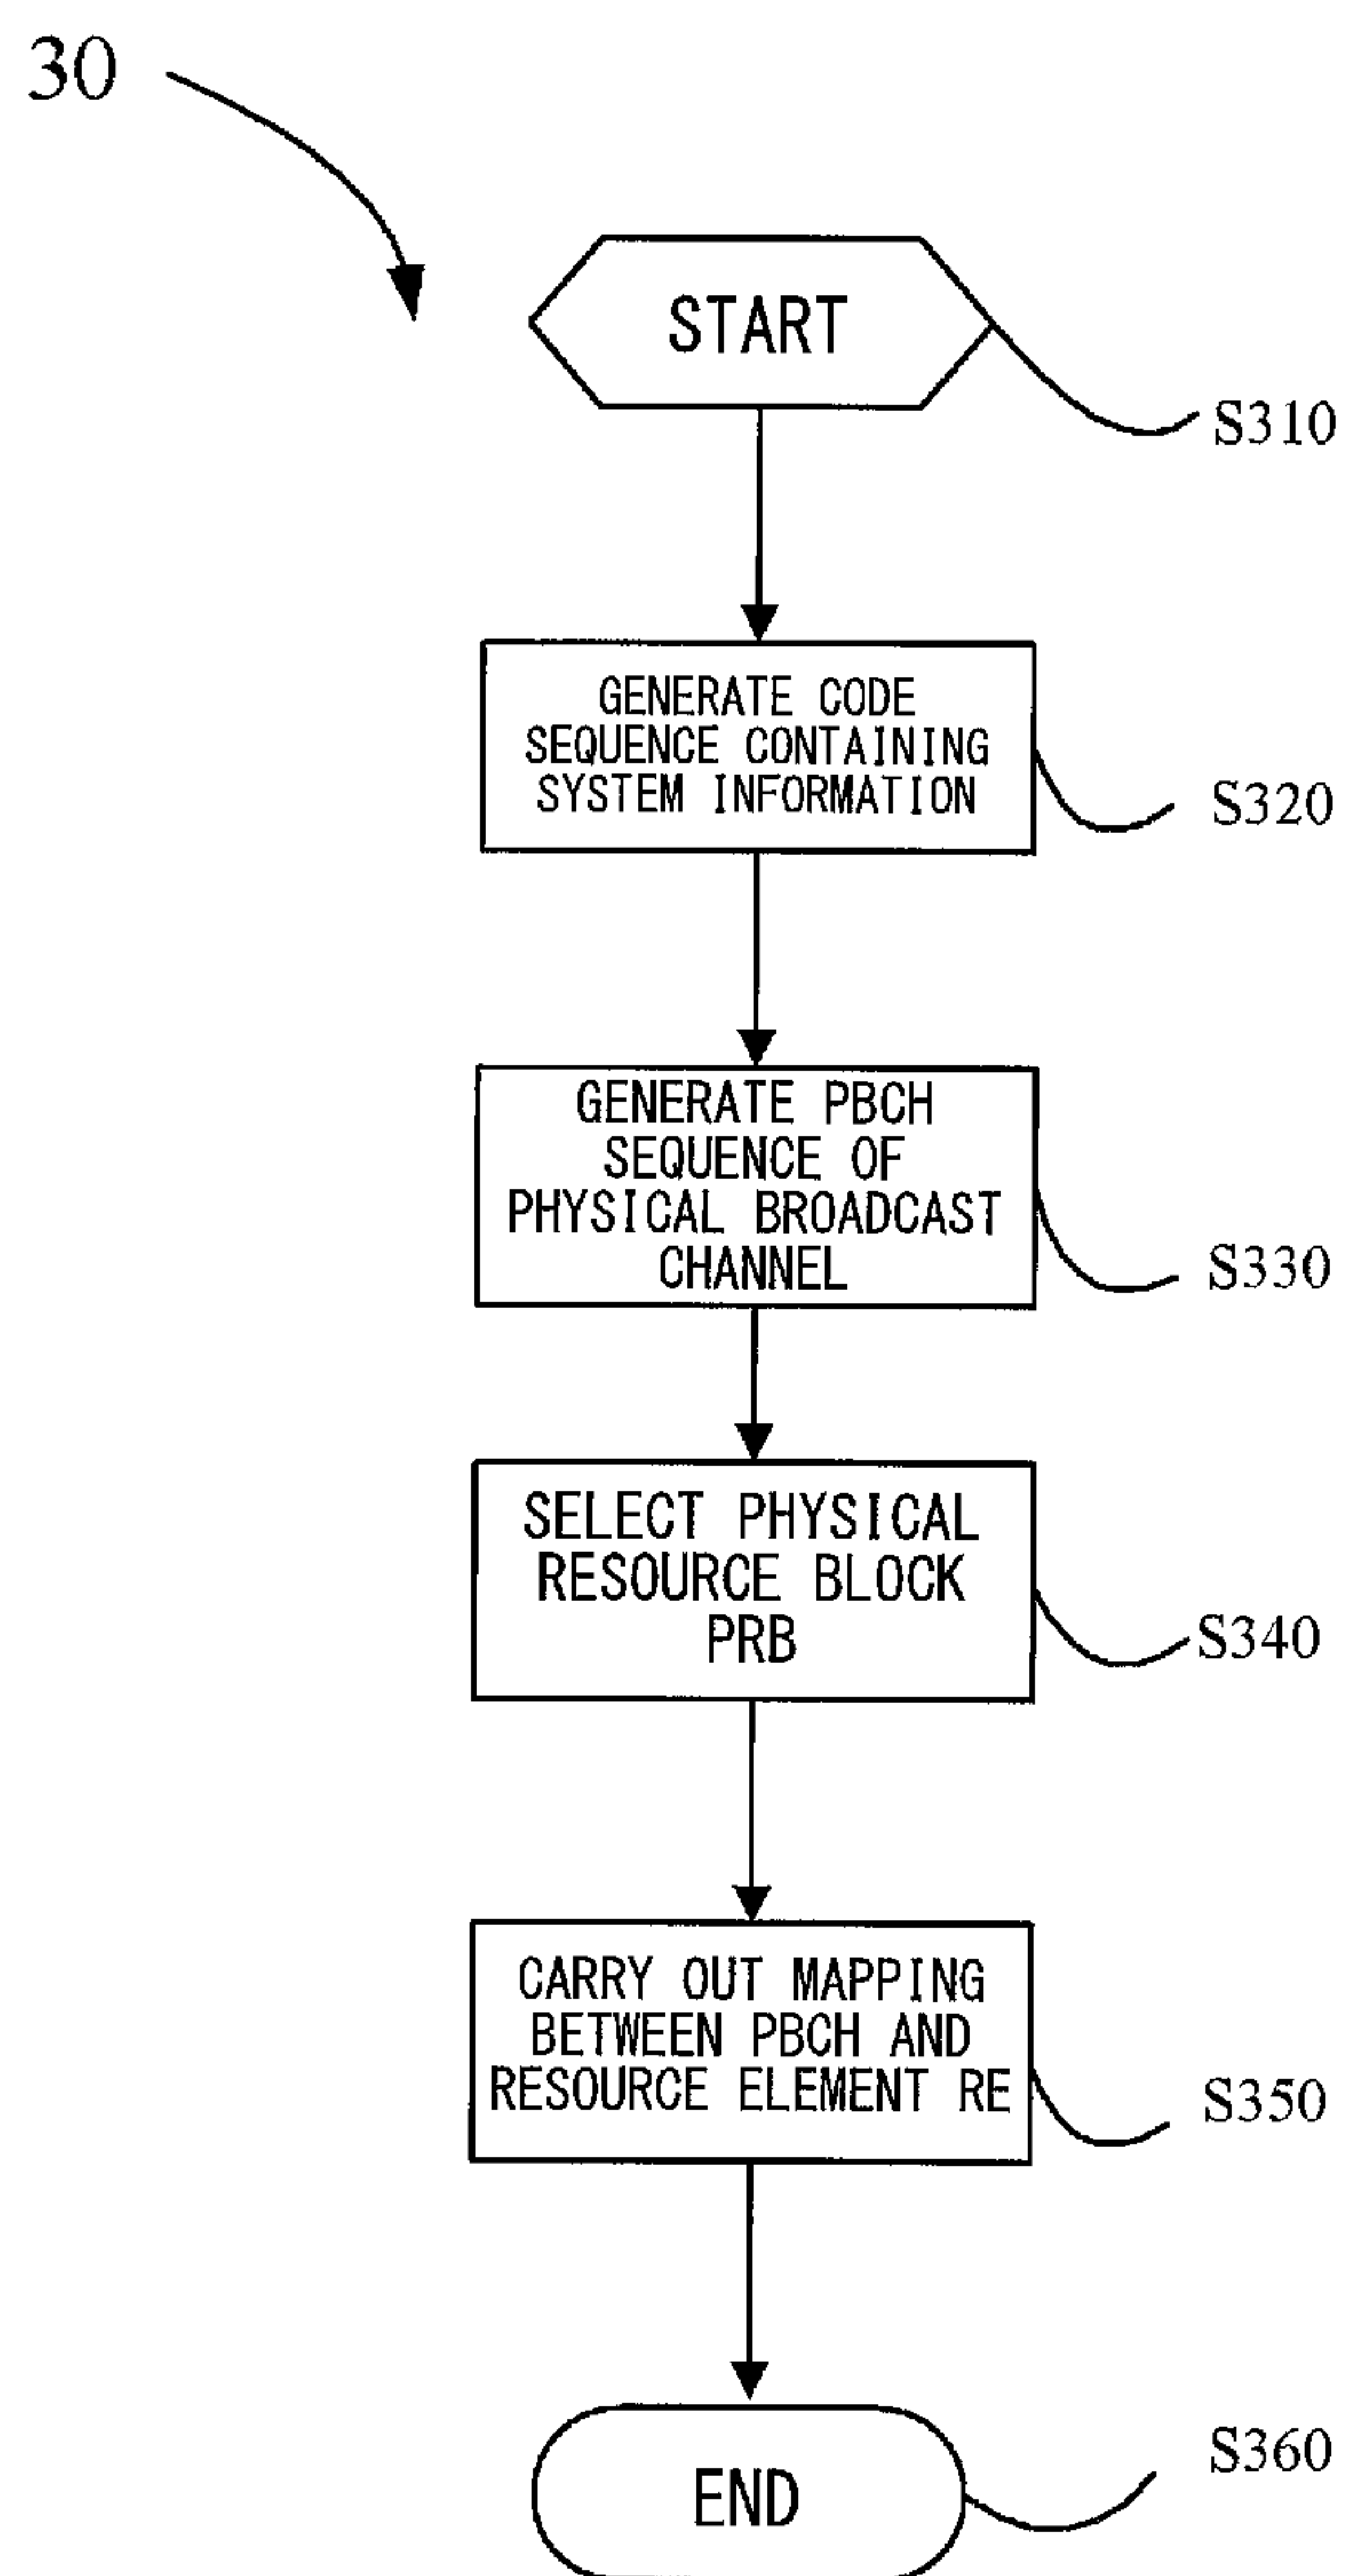 30
START
S310
GENERATE CODE
SEQUENCE CONTAINING
SYSTEM INFORMATION
S320
GENERATE PBCH
SEQUENCE OF
PHYSICAL BROADCAST
CHANNEL
S330
SELECT PHYSICAL
RESOURCE BLOCK
PRB
S340
CARRY OUT MAPPING
BETWEEN PBCH AND
RESOURCE ELEMENT RE
S350
END
S360